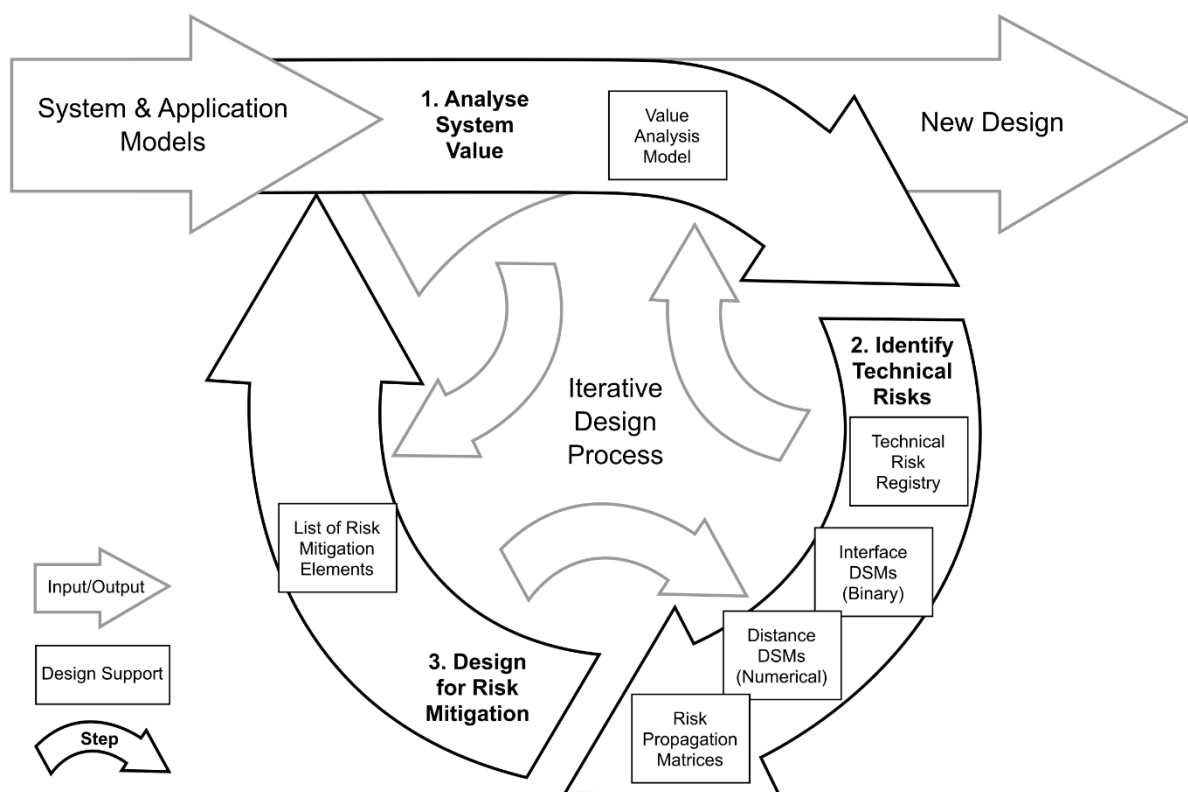 System & Application
Models
1. Analyse
System
Value
Value
Analysis
Model
New Design
2. Identify
Technical
Risks
Technical
Risk
Registry
Interface
DSMs
(Binary)
Distance
DSMs
(Numerical)
Risk
Propagation
Matrices
Iterative
Design
Process
3. Design
for Risk
Mitigation
List of Risk
Mitigation
Elements
Input/Output
Design Support
Step